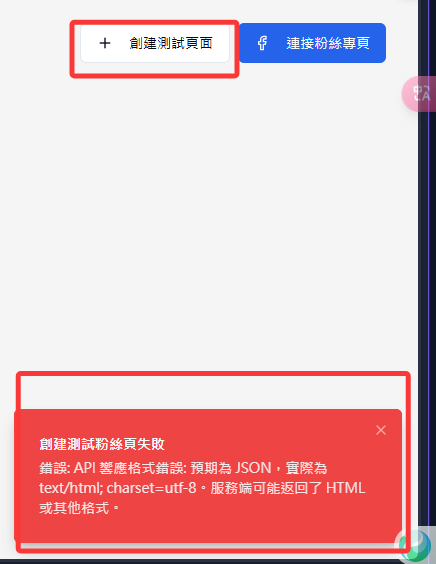 創建測試頁面
連接粉絲專頁
創建測試粉絲頁失敗
錯誤: API 響應格式錯誤: 預期為 JSON，實際為
text/html; charset=utf-8。服務端可能返回了 HTML
或其他格式。